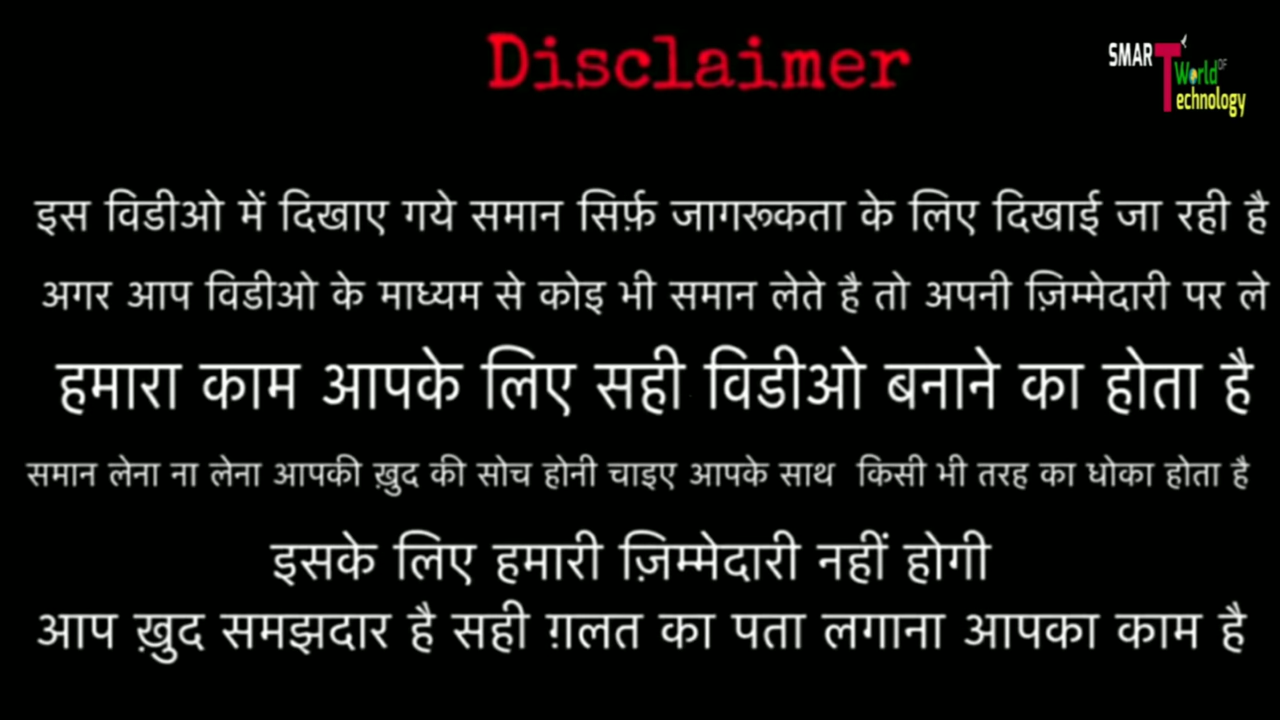 Disclaimer
SMART World OF Technology
इस विडीओ में दिखाए गये समान सिर्फ़ जागरूकता के लिए दिखाई जा रही है
अगर आप विडीओ के माध्यम से कोइ भी समान लेते है तो अपनी ज़िम्मेदारी पर ले
हमारा काम आपके लिए सही विडीओ बनाने का होता है
समान लेना ना लेना आपकी ख़ुद की सोच होनी चाइए आपके साथ किसी भी तरह का धोका होता है
इसके लिए हमारी ज़िम्मेदारी नहीं होगी
आप ख़ुद समझदार है सही ग़लत का पता लगाना आपका काम है